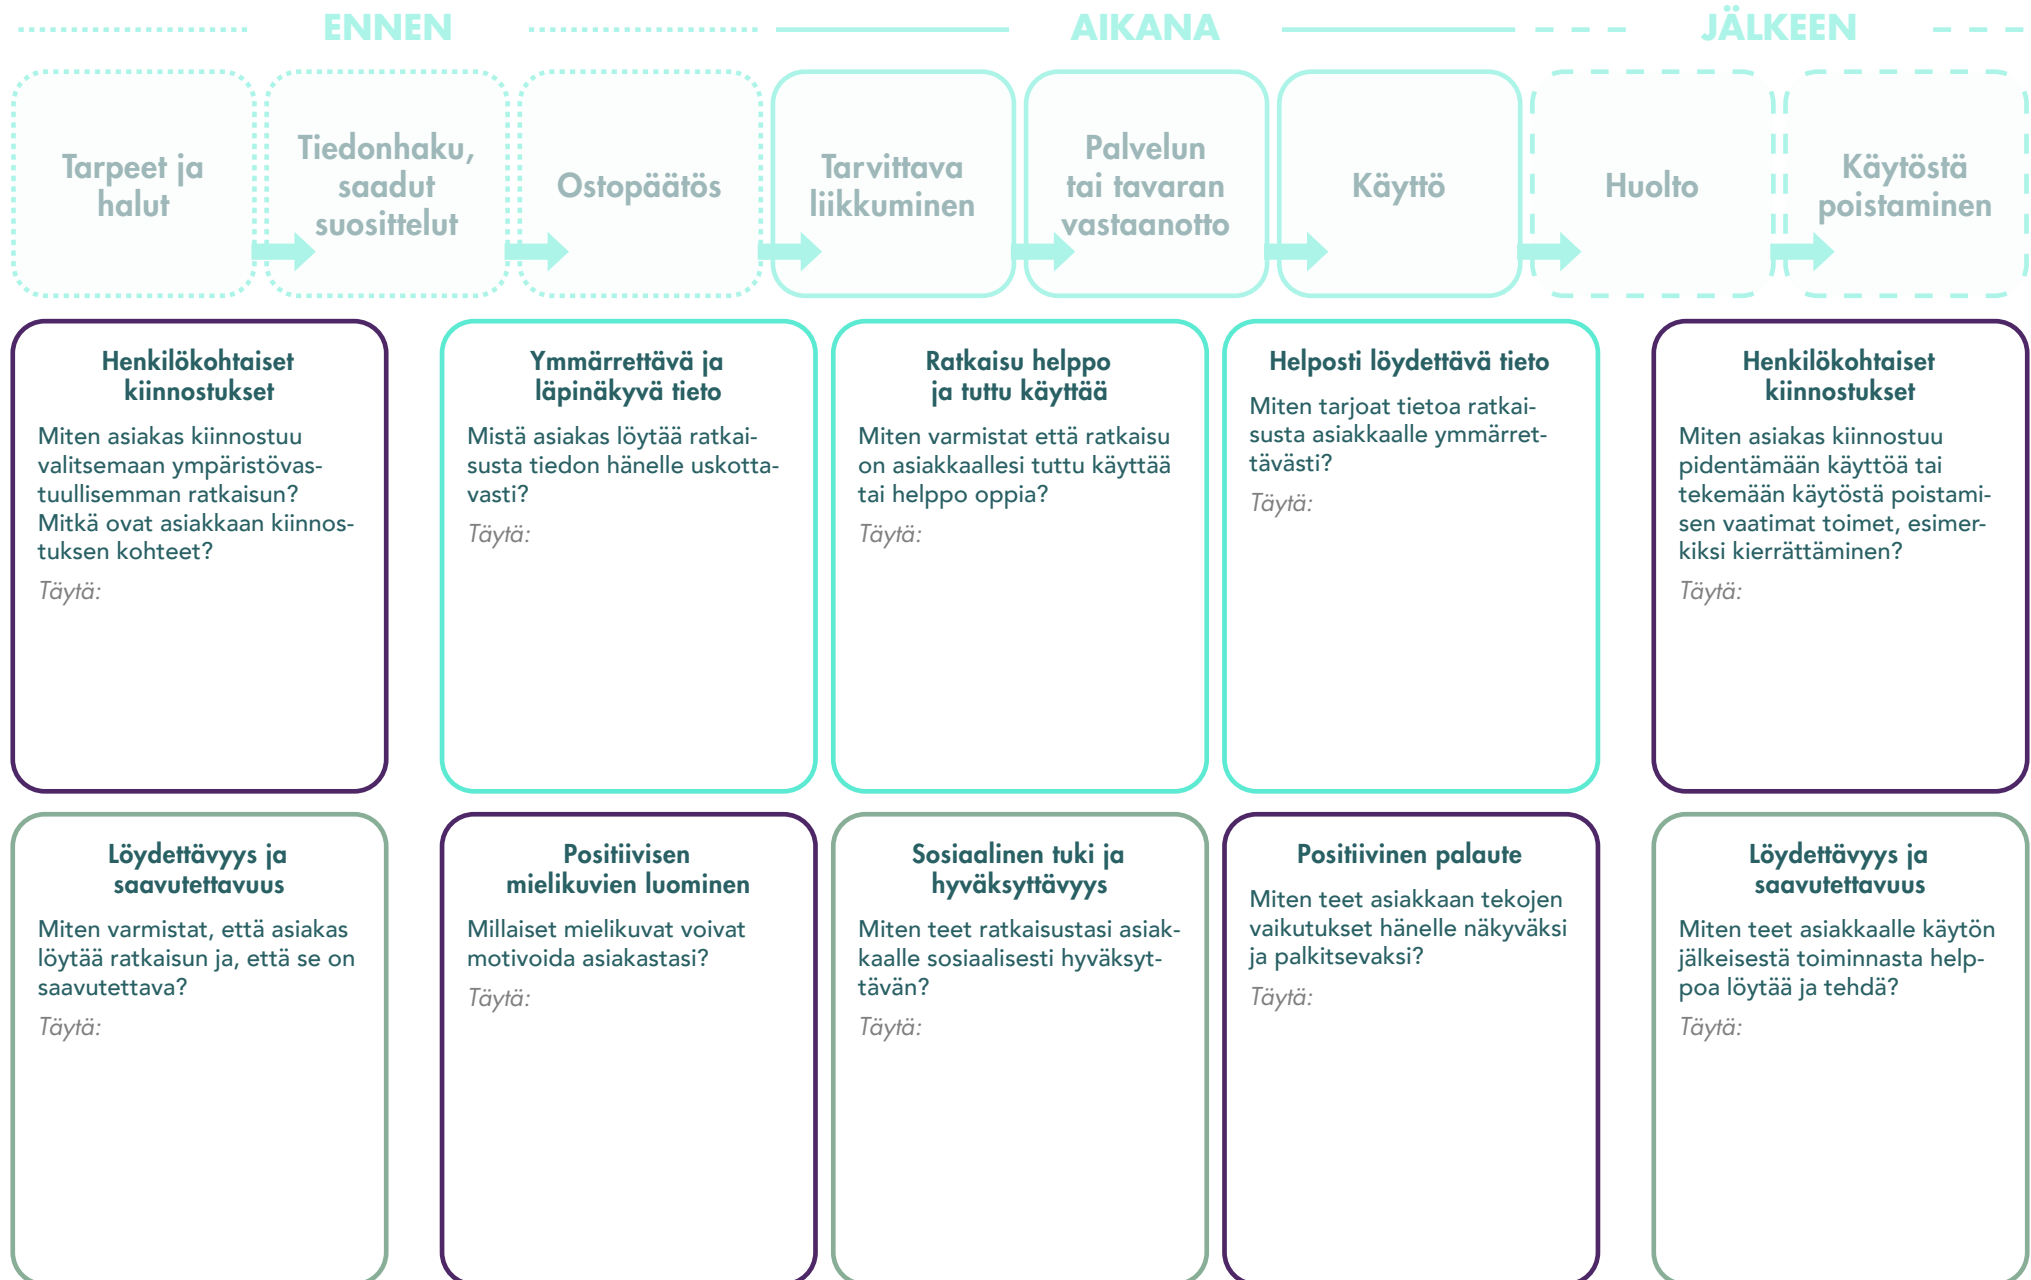 ENNEN
AIKANA
JÄLKEEN
Tarpeet ja
halut
Tiedonhaku,
saadut
suosittelut
Ostopäätös
Tarvittava
liikkuminen
Palvelun
tai tavaran
vastaanotto
Käyttö
Huolto
Käytöstä
poistaminen
Henkilökohtaiset
kiinnostukset
Miten asiakas kiinnostuu
valitsemaan ympäristövas-
tuullisemman ratkaisun?
Mitkä ovat asiakkaan kiinnos-
tuksen kohteet?
Täytä:
Ymmärrettävä ja
läpinäkyvä tieto
Mistä asiakas löytää ratkai-
susta tiedon hänelle uskotta-
vasti?
Täytä:
Ratkaisu helppo
ja tuttu käyttää
Miten varmistat että ratkaisu
on asiakkaallesi tuttu käyttää
tai helppo oppia?
Täytä:
Helposti löydettävä tieto
Miten tarjoat tietoa ratkai-
susta asiakkaalle ymmärret-
tävästi?
Täytä:
Henkilökohtaiset
kiinnostukset
Miten asiakas kiinnostuu
pidentämään käyttöä tai
tekemään käytöstä poistami-
sen vaatimat toimet, esimer-
kiksi kierrättäminen?
Täytä:
Löydettävyys ja
saavutettavuus
Miten varmistat, että asiakas
löytää ratkaisun ja, että se on
saavutettava?
Täytä:
Positiivisen
mielikuvien luominen
Millaiset mielikuvat voivat
motivoida asiakastasi?
Täytä:
Sosiaalinen tuki ja
hyväksyttävyys
Miten teet ratkaisustasi asiak-
kaalle sosiaalisesti hyväksyt-
tävän?
Täytä:
Positiivinen palaute
Miten teet asiakkaan tekojen
vaikutukset hänelle näkyväksi
ja palkitsevaksi?
Täytä:
Löydettävyys ja
saavutettavuus
Miten teet asiakkaalle käytön
jälkeisestä toiminnasta help-
poa löytää ja tehdä?
Täytä: